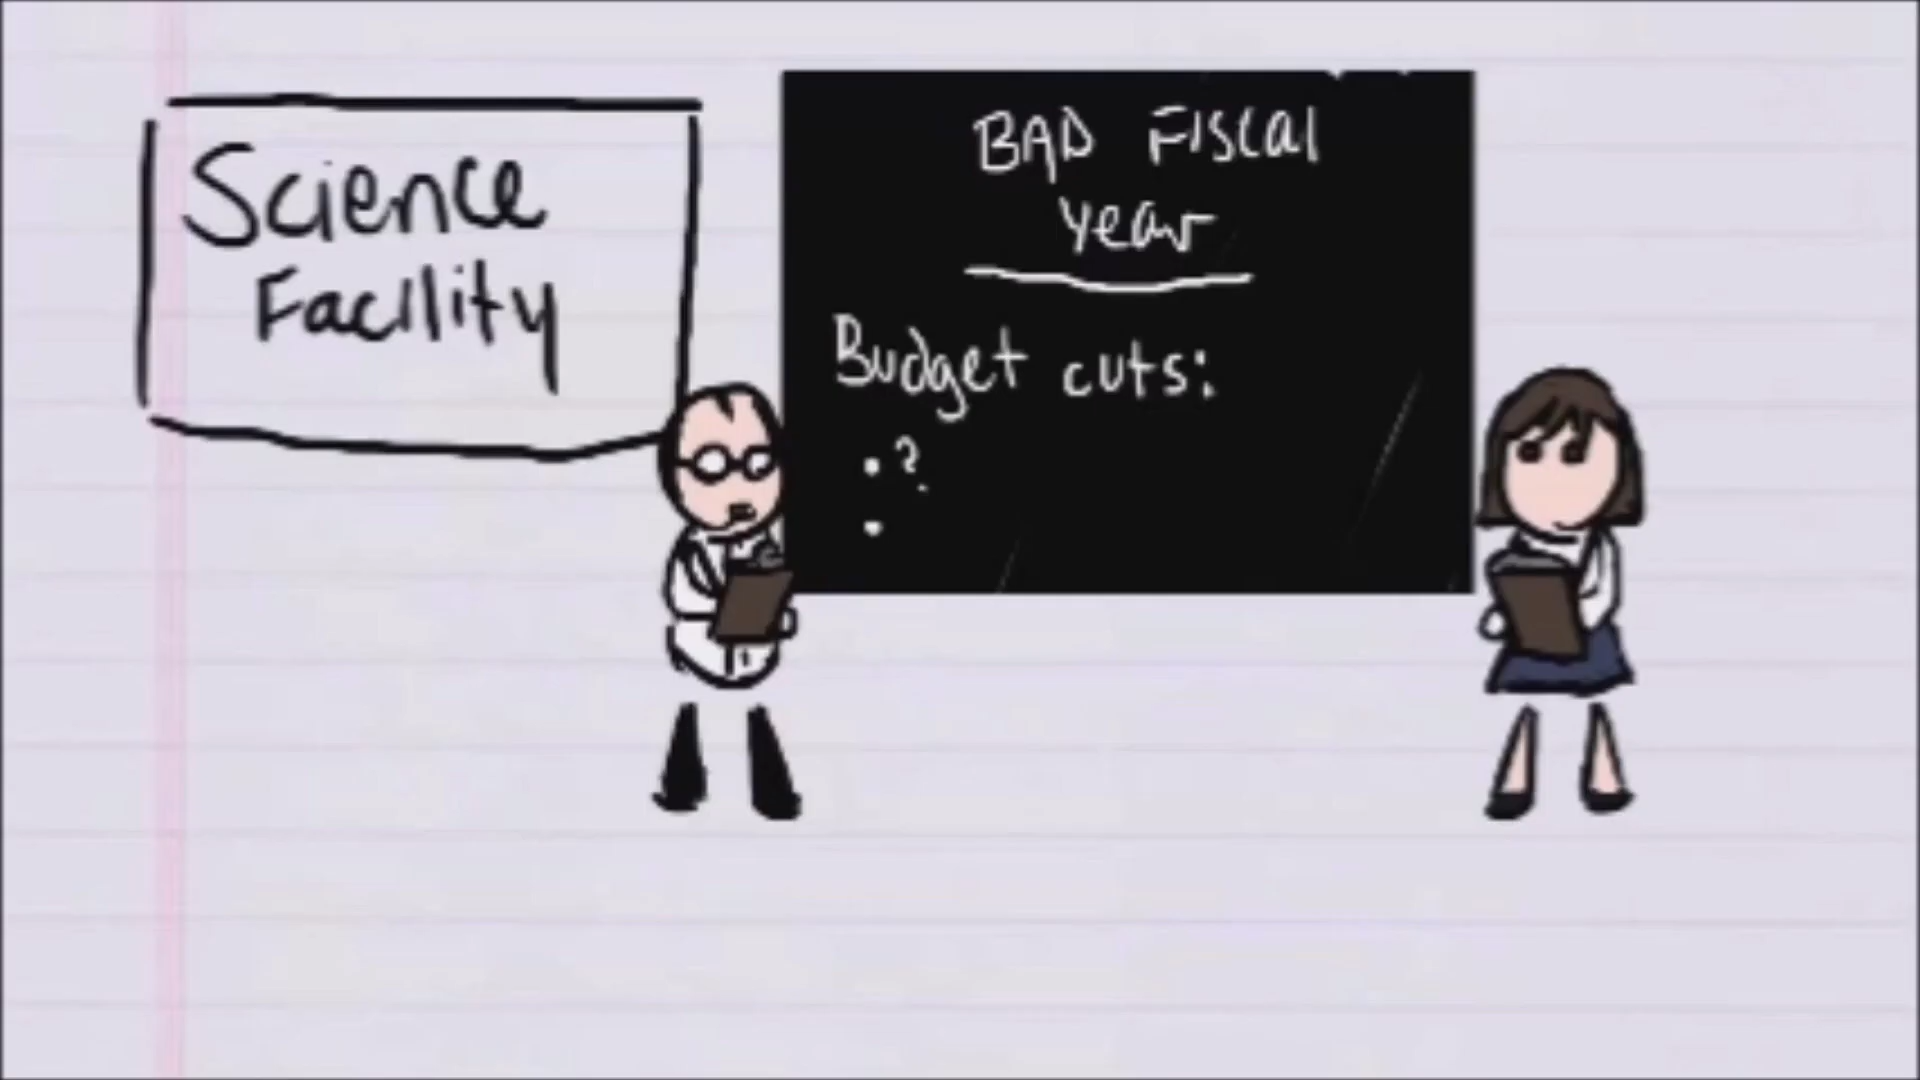 Science
Facility
BAD Fiscal
year
Budget cuts:
• ?
•